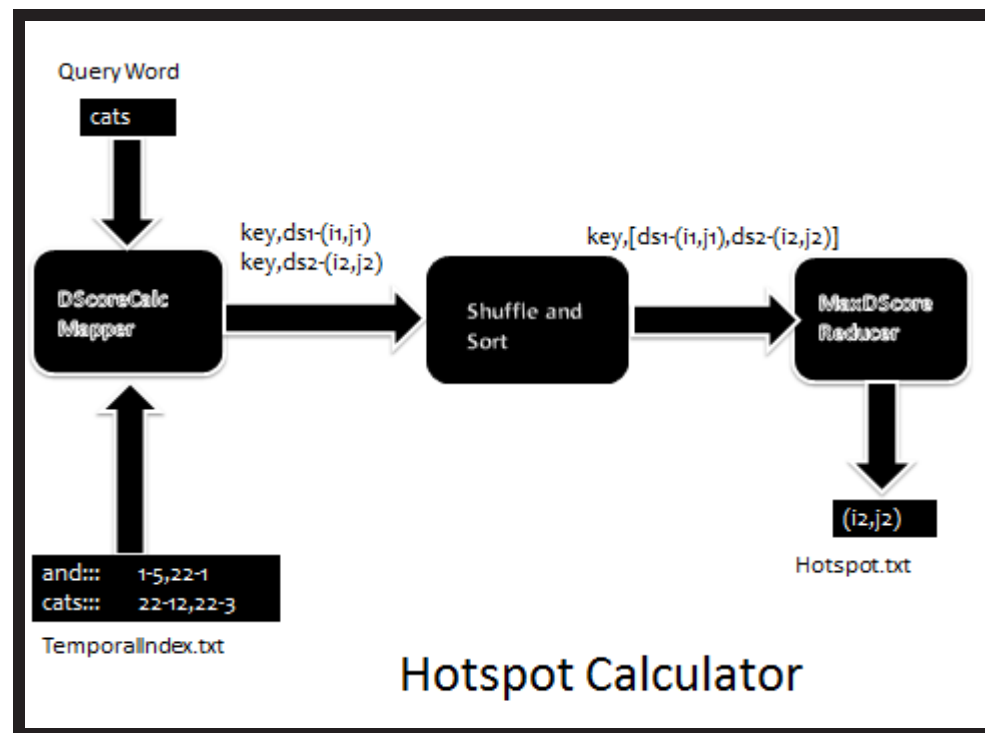 Query Word
cats
key,ds1-(i1,j1)
key,ds2-(i2,j2)
key,[ds1-(i1,j1),ds2-(i2,j2)]
DScoreCalc
Mapper
Shuffle and
Sort
MaxDScore
Reducer
(i2,j2)
Hotspot.txt
and::: 1-5,22-1
cats::: 22-12,22-3
TemporalIndex.txt
Hotspot Calculator